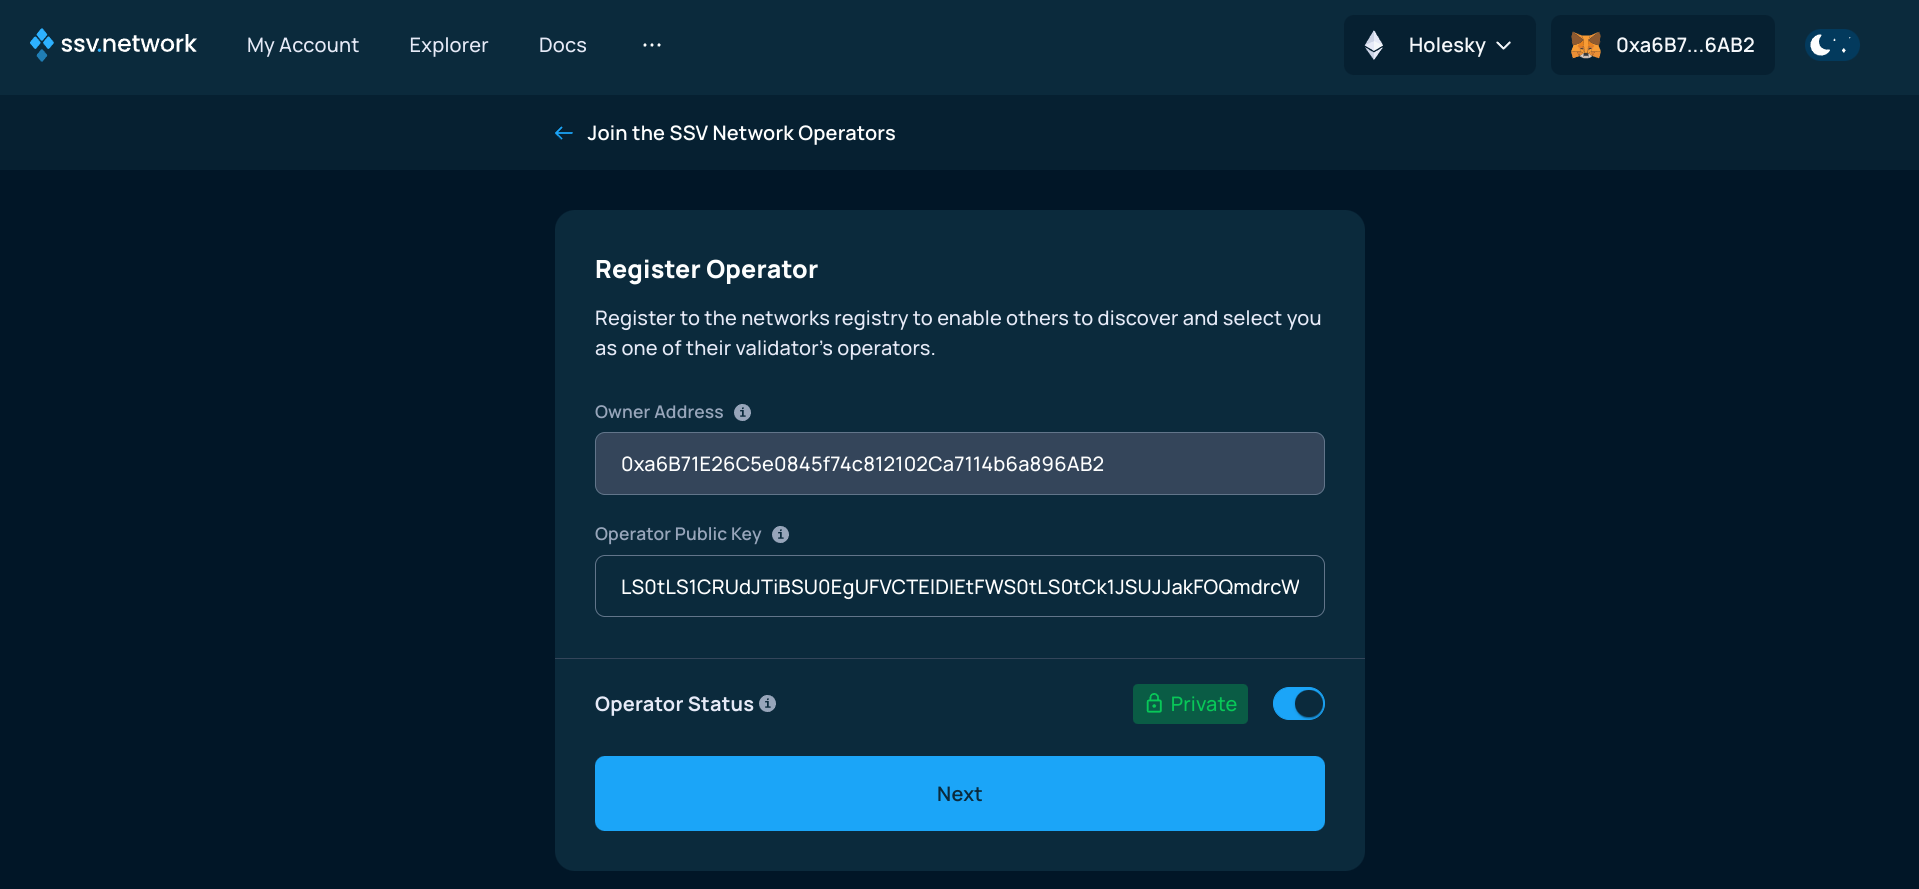 ssv.network
My Account
Explorer
Docs
...
Holesky
0xa6B7...6AB2
Join the SSV Network Operators
Register Operator
Register to the networks registry to enable others to discover and select you
as one of their validator's operators.
Owner Address
0xa6B71E26C5e0845f74c812102Ca7114b6a896AB2
Operator Public Key
LS0tLS1CRUdJTiBSU0EgUFVCTElDIEtFWS0tLS0tCk1JSUJJakFOQmdrcW
Operator Status
Private
Next